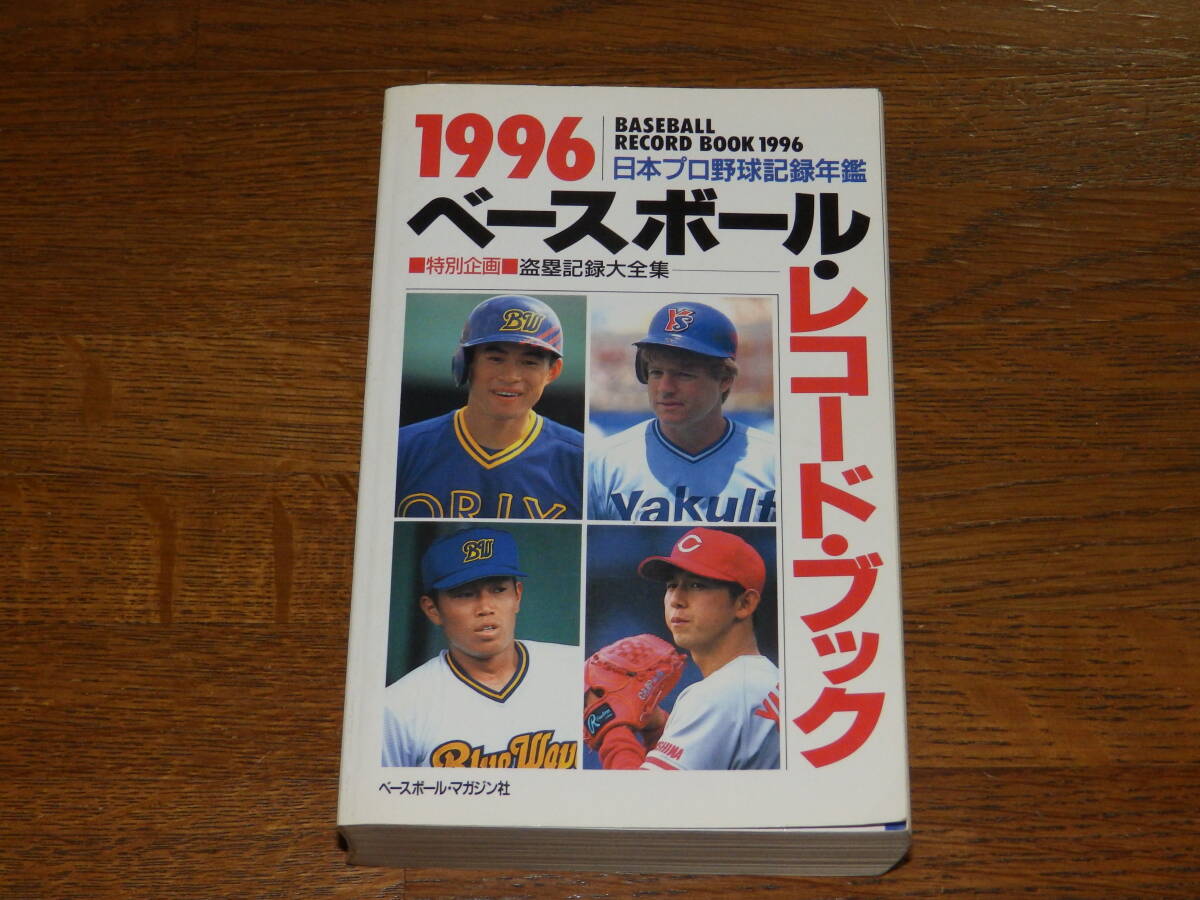 1996
BASEBALL
RECORD BOOK 1996
日本プロ野球記録年鑑
ベースボール・
レコード・ブック
■特別企画■盗塁記録大全集
BW
YS
ORIX
Yakult
BW
C
Blue Wave
SHIMA
ベースボール・マガジン社